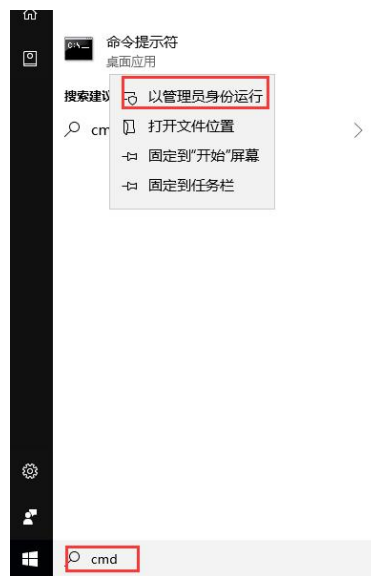 命令提示符
桌面应用
搜索建议
以管理员身份运行
cm
打开文件位置
固定到"开始"屏幕
固定到任务栏
cmd